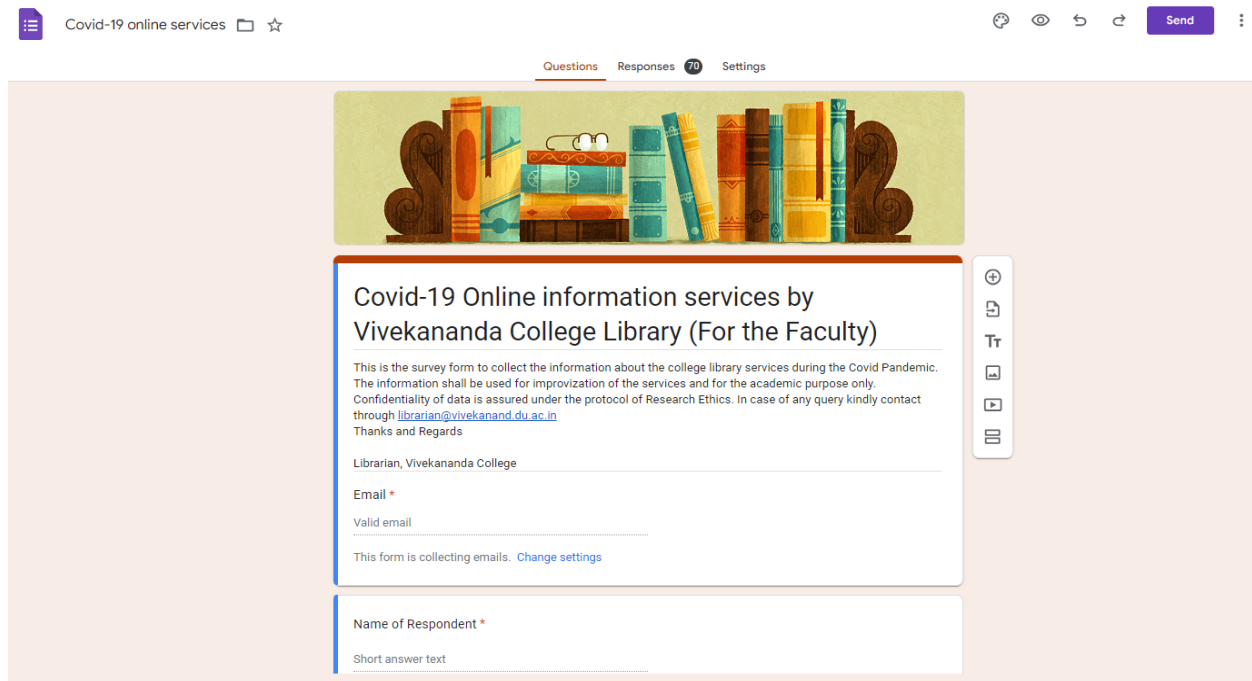 Covid-19 online services
Send
Questions Responses 70 Settings
Covid-19 Online information services by
Vivekananda College Library (For the Faculty)
This is the survey form to collect the information about the college library services during the Covid Pandemic.
The information shall be used for improvization of the services and for the academic purpose only.
Confidentiality of data is assured under the protocol of Research Ethics. In case of any query kindly contact
through librarian@vivekanand.du.ac.in
Thanks and Regards
Librarian, Vivekananda College
Email *
Valid email
This form is collecting emails. Change settings
Name of Respondent *
Short answer text